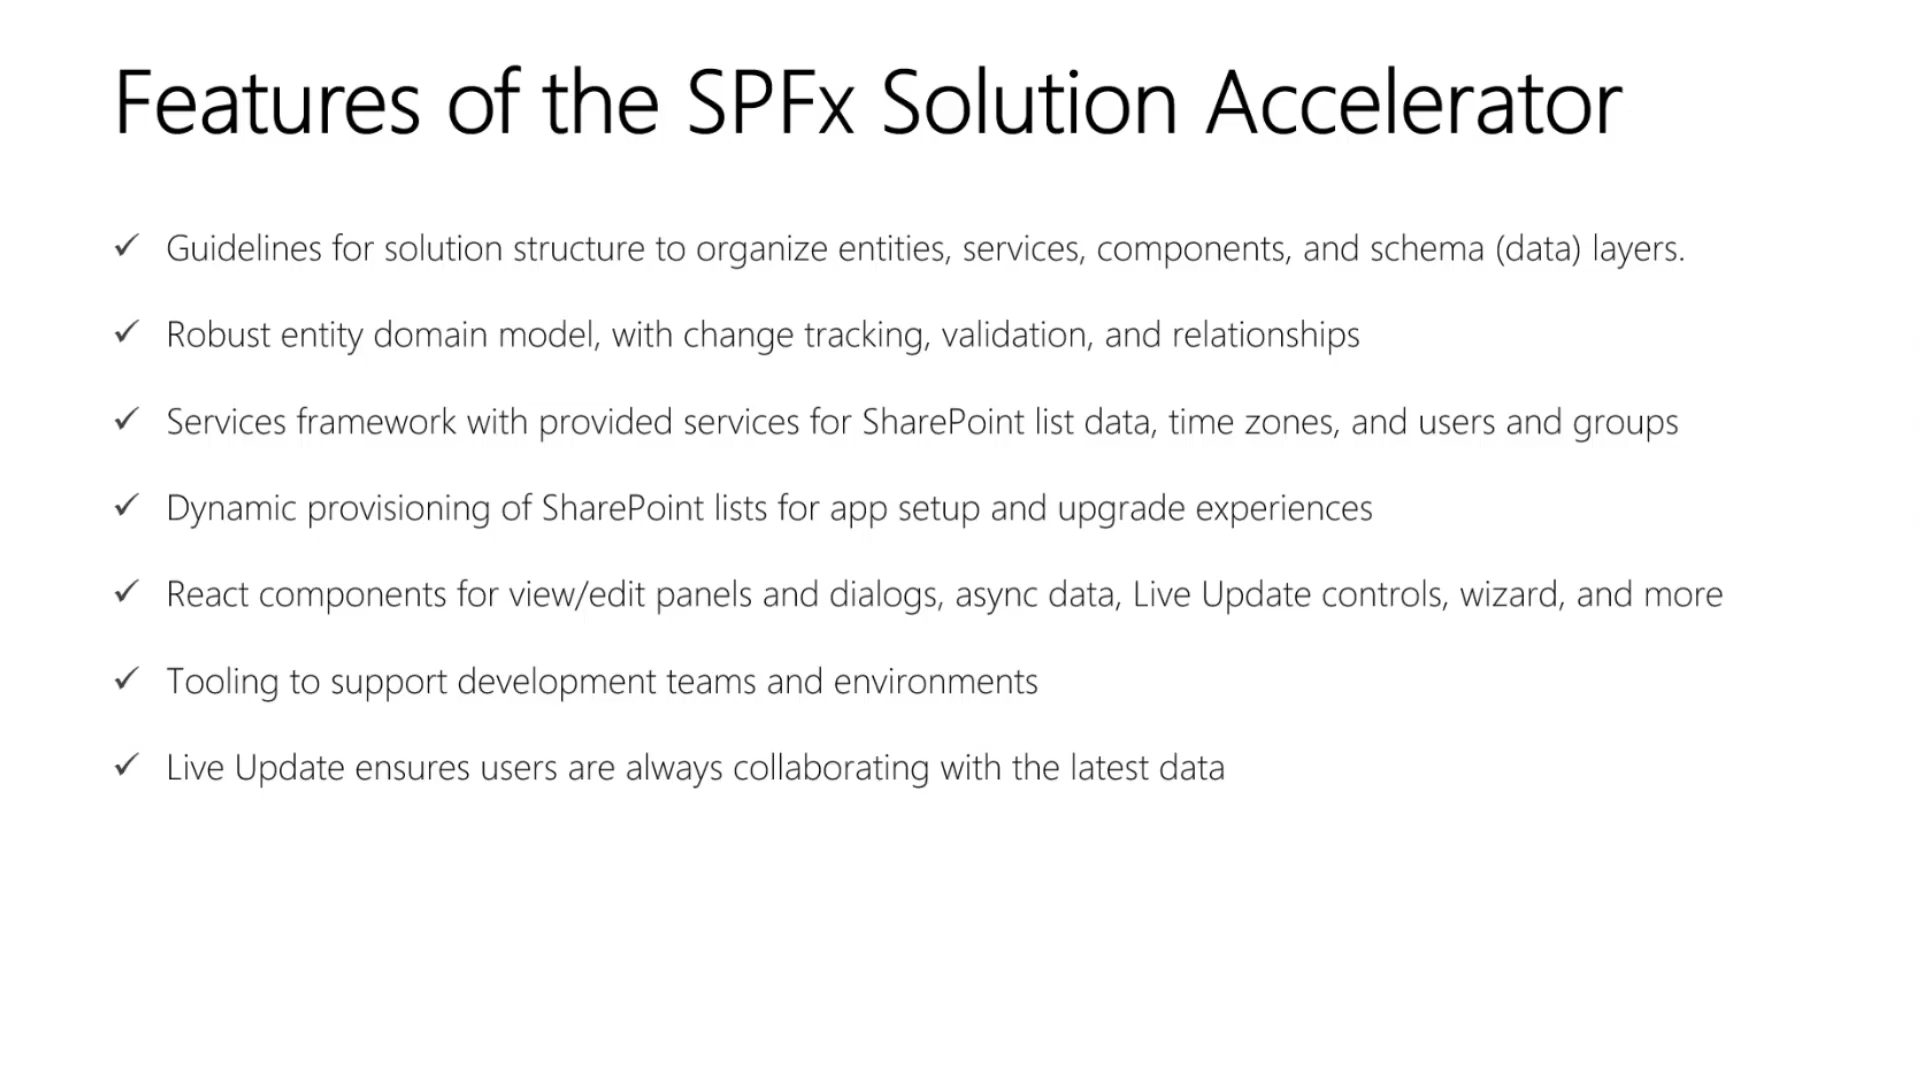 Features of the SPFx Solution Accelerator
✓ Guidelines for solution structure to organize entities, services, components, and schema (data) layers.
✓ Robust entity domain model, with change tracking, validation, and relationships
✓ Services framework with provided services for SharePoint list data, time zones, and users and groups
✓ Dynamic provisioning of SharePoint lists for app setup and upgrade experiences
✓ React components for view/edit panels and dialogs, async data, Live Update controls, wizard, and more
✓ Tooling to support development teams and environments
✓ Live Update ensures users are always collaborating with the latest data